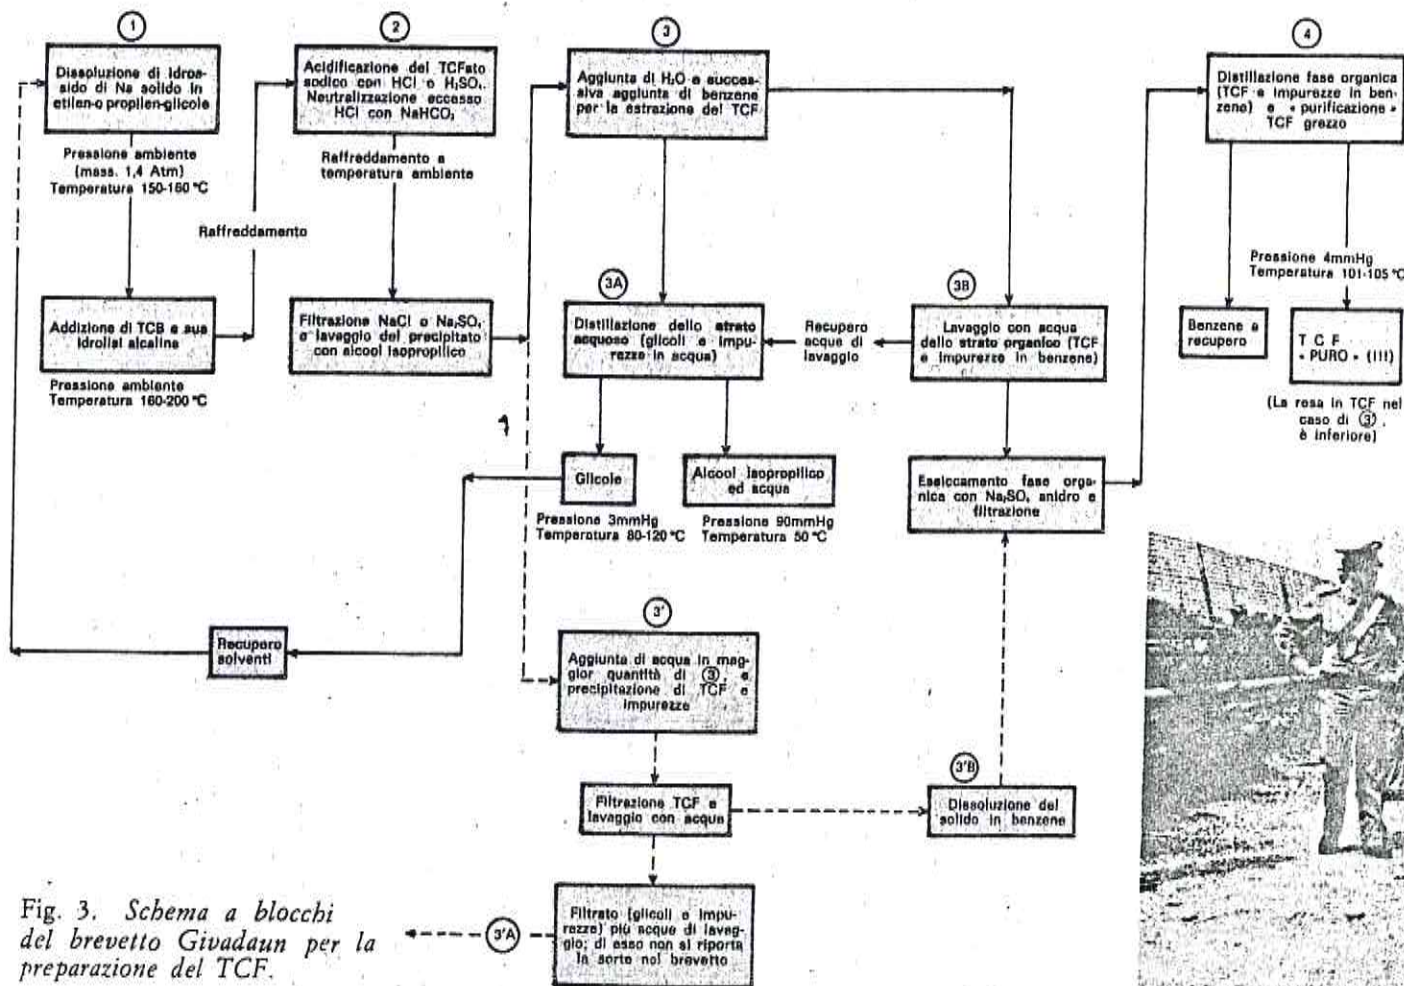 1
Dissoluzione di idros-
sido di Na solido in
etilen-o propilen-glicole
Pressione ambiente
(mass. 1,4 Atm)
Temperatura 150-160 °C
Addizione di TCB e sua
idrolisi alcalina
Pressione ambiente
Temperatura 160-200 °C
Raffreddamento
2
Acidificazione del TCFato
sodico con HCl o H₂SO₄.
Neutralizzazione eccesso
HCl con NaHCO₃
Raffreddamento a
temperatura ambiente
Filtrazione NaCl o Na₂SO₄
e lavaggio del precipitato
con alcool isopropilico
3
Aggiunta di H₂O e succes-
siva aggiunta di benzene
per la estrazione del TCF
3A
Distillazione dello strato
acquoso (glicoli e impu-
rezze in acqua)
Recupero
acque di
lavaggio
3B
Lavaggio con acqua
dello strato organico (TCF
e impurezze in benzene)
Glicole
Pressione 3mmHg
Temperatura 80-120 °C
Alcool isopropilico
ed acqua
Pressione 90mmHg
Temperatura 50 °C
Essiccamento fase orga-
nica con Na₂SO₄ anidro e
filtrazione
4
Distillazione fase organica
(TCF e impurezze in ben-
zene) e « purificazione »
TCF grezzo
Pressione 4mmHg
Temperatura 101-105 °C
Benzene a
recupero
T C F
« PURO » (!!!)
(La resa in TCF nel
caso di 3',
è inferiore)
Recupero
solventi
3'
Aggiunta di acqua in mag-
gior quantità di 3, e
precipitazione di TCF e
impurezze
Filtrazione TCF e
lavaggio con acqua
3'B
Dissoluzione del
solido in benzene
3'A
Filtrato (glicoli e impu-
rezze) più acque di lavag-
gio; di esso non si riporta
la sorte nel brevetto
Fig. 3. Schema a blocchi
del brevetto Givadaun per la
preparazione del TCF.